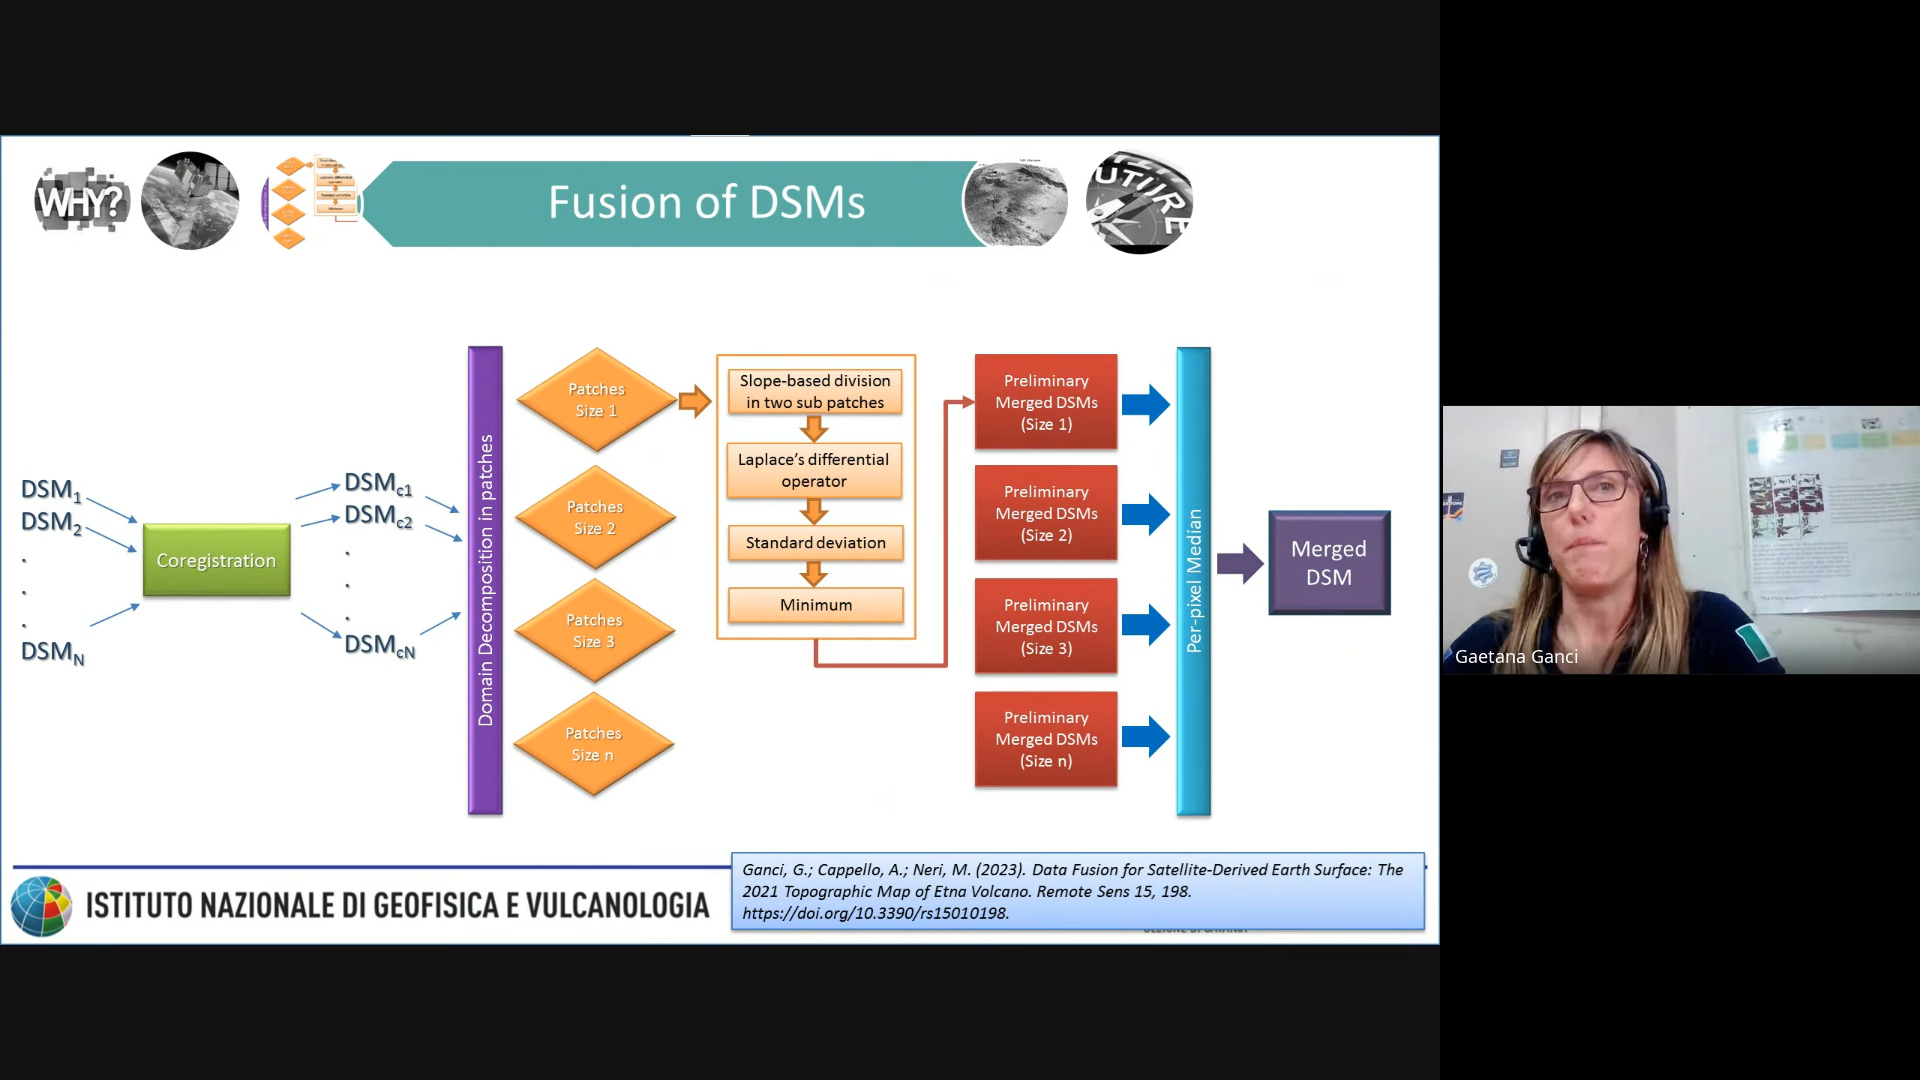 WHY?
Fusion of DSMs
UTURE
DSM1
DSM2
.
.
.
DSMN
Coregistration
DSMc1
DSMc2
.
.
.
DSMcN
Domain Decomposition in patches
Patches
Size 1
Patches
Size 2
Patches
Size 3
Patches
Size n
Slope-based division
in two sub patches
Laplace's differential
operator
Standard deviation
Minimum
Preliminary
Merged DSMs
(Size 1)
Preliminary
Merged DSMs
(Size 2)
Preliminary
Merged DSMs
(Size 3)
Preliminary
Merged DSMs
(Size n)
Per-pixel Median
Merged
DSM
Gaetana Ganci
ISTITUTO NAZIONALE DI GEOFISICA E VULCANOLOGIA
Ganci, G.; Cappello, A.; Neri, M. (2023). Data Fusion for Satellite-Derived Earth Surface: The
2021 Topographic Map of Etna Volcano. Remote Sens 15, 198.
https://doi.org/10.3390/rs15010198.